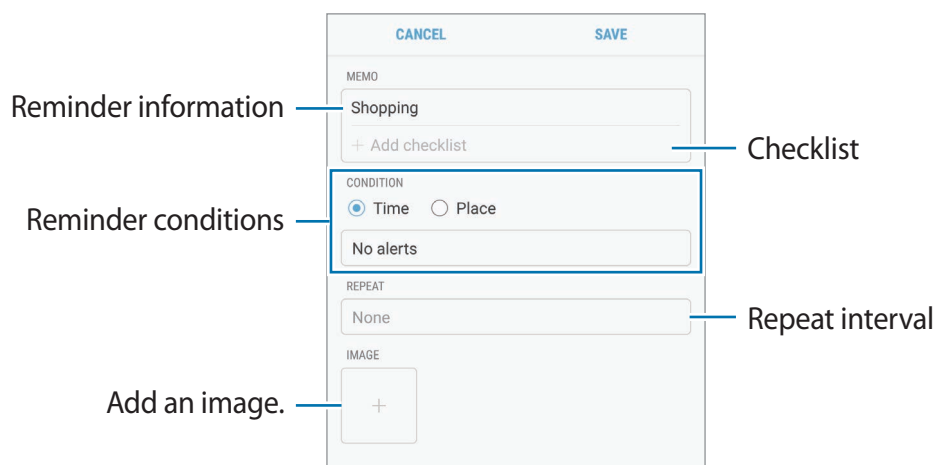 CANCEL SAVE
MEMO
Reminder information
Shopping
+ Add checklist
Checklist
CONDITION
Time Place
Reminder conditions
No alerts
REPEAT
None
Repeat interval
IMAGE
Add an image.
+